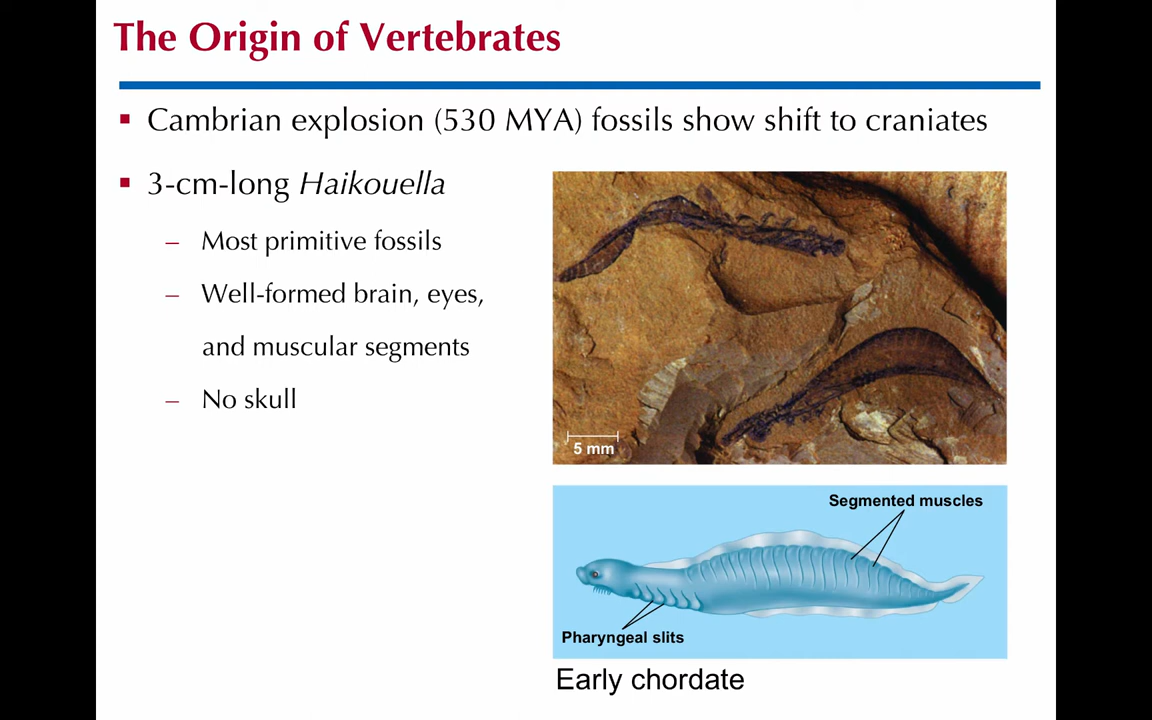 The Origin of Vertebrates
▪ Cambrian explosion (530 MYA) fossils show shift to craniates
▪ 3-cm-long Haikouella
– Most primitive fossils
– Well-formed brain, eyes,
and muscular segments
– No skull
5 mm
Segmented muscles
Pharyngeal slits
Early chordate